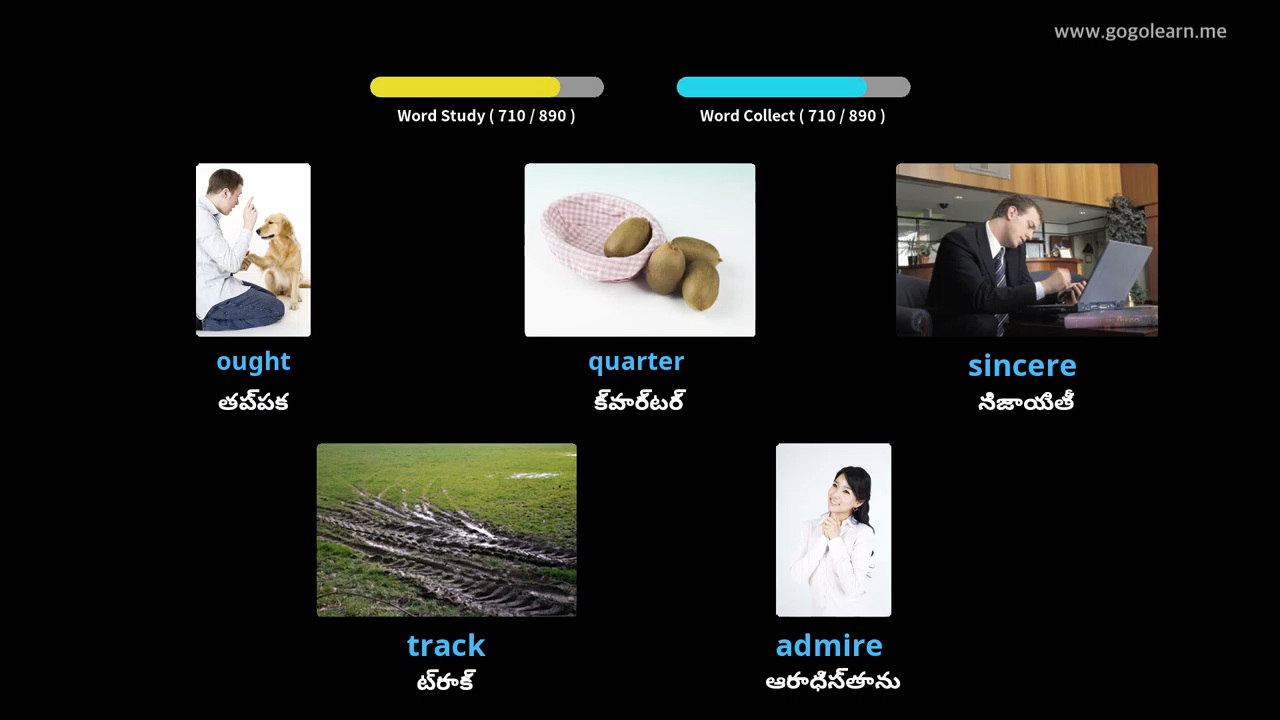 www.gogolearn.me
Word Study ( 710 / 890 )
Word Collect ( 710 / 890 )
ought
quarter
sincere
తప్‌పక
క్‌వార్‌టర్
నిజాయితీ
track
admire
ట్‌రాక్
ఆరాధిన్‌తాను